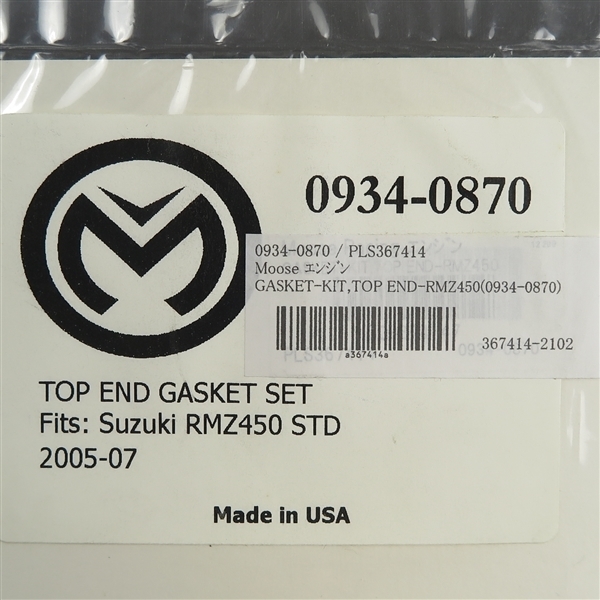 0934-0870
0934-0870 / PLS367414
Moose ｴﾝｼﾞﾝ
GASKET-KIT,TOP END-RMZ450(0934-0870)
a367414a
367414-2102
TOP END GASKET SET
Fits: Suzuki RMZ450 STD
2005-07
Made in USA